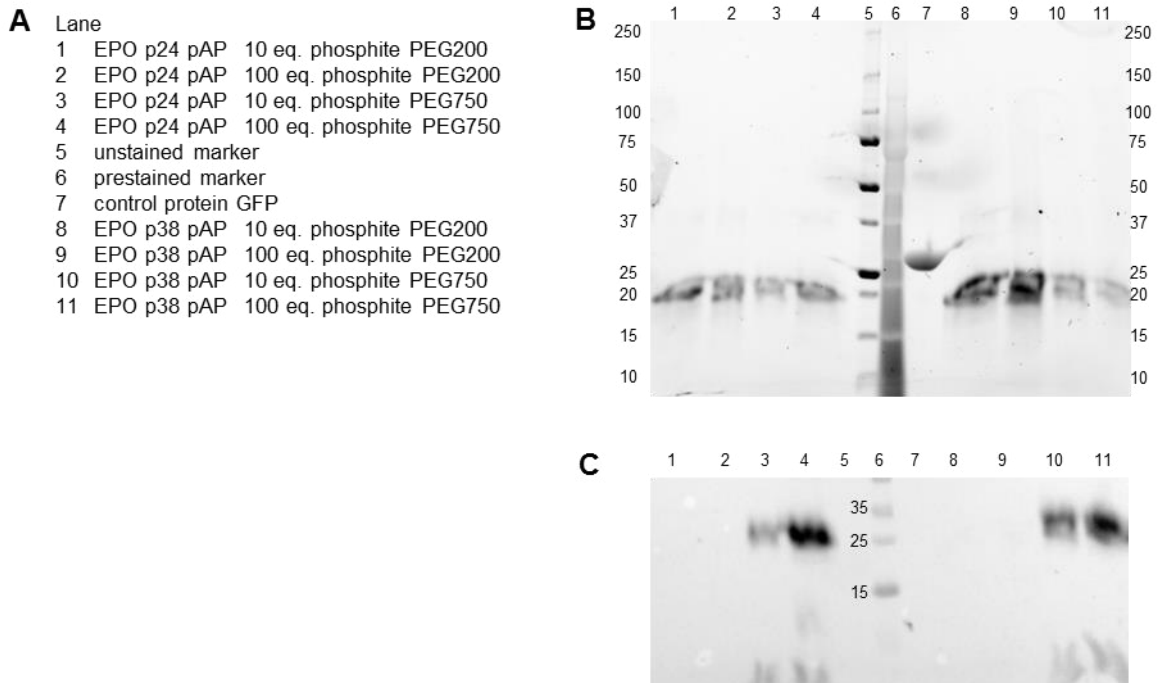 A
Lane
1 EPO p24 pAP 10 eq. phosphite PEG200
2 EPO p24 pAP 100 eq. phosphite PEG200
3 EPO p24 pAP 10 eq. phosphite PEG750
4 EPO p24 pAP 100 eq. phosphite PEG750
5 unstained marker
6 prestained marker
7 control protein GFP
8 EPO p38 pAP 10 eq. phosphite PEG200
9 EPO p38 pAP 100 eq. phosphite PEG200
10 EPO p38 pAP 10 eq. phosphite PEG750
11 EPO p38 pAP 100 eq. phosphite PEG750
B
1 2 3 4 5 6 7 8 9 10 11
250 250
150 150
100 100
75 75
50 50
37 37
25 25
20 20
15 15
10 10
C
1 2 3 4 5 6 7 8 9 10 11
35
25
15